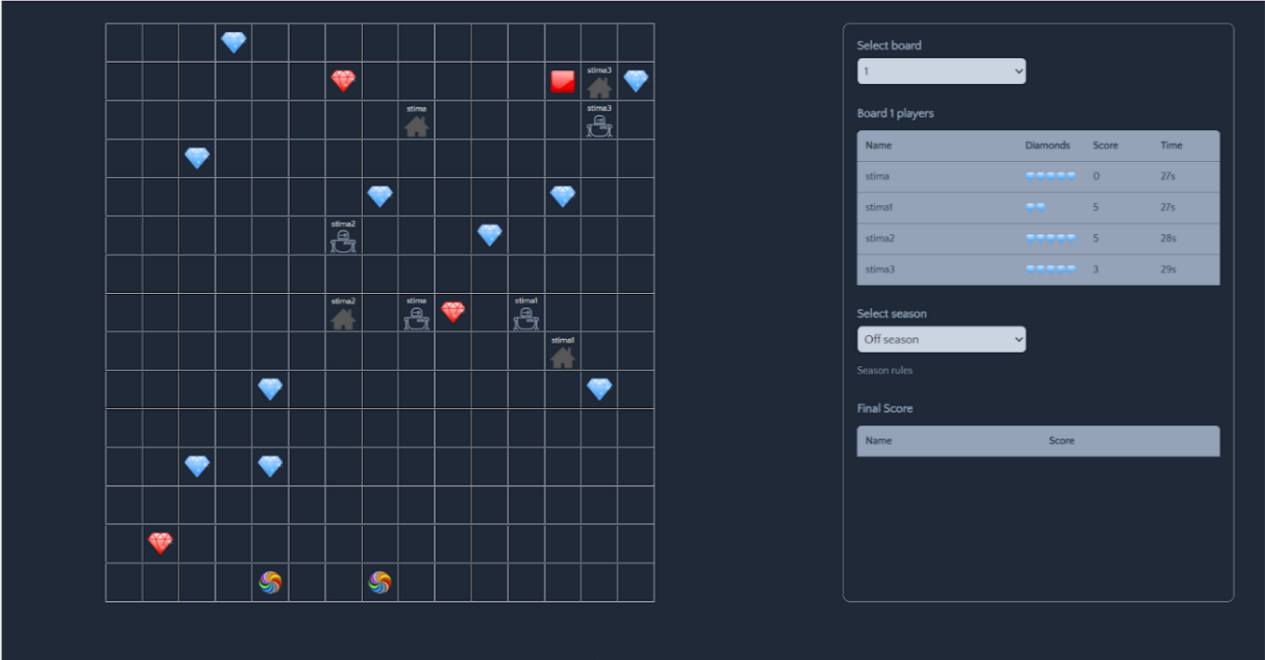 Select board
1
stima3
stima
stima3
Board 1 players
Name Diamonds Score Time
stima 0 27s
stima1 5 27s
stima2 5 28s
stima3 3 29s
stima2
stima2
stima
stima1
stima1
Select season
Off season
Season rules
Final Score
Name Score